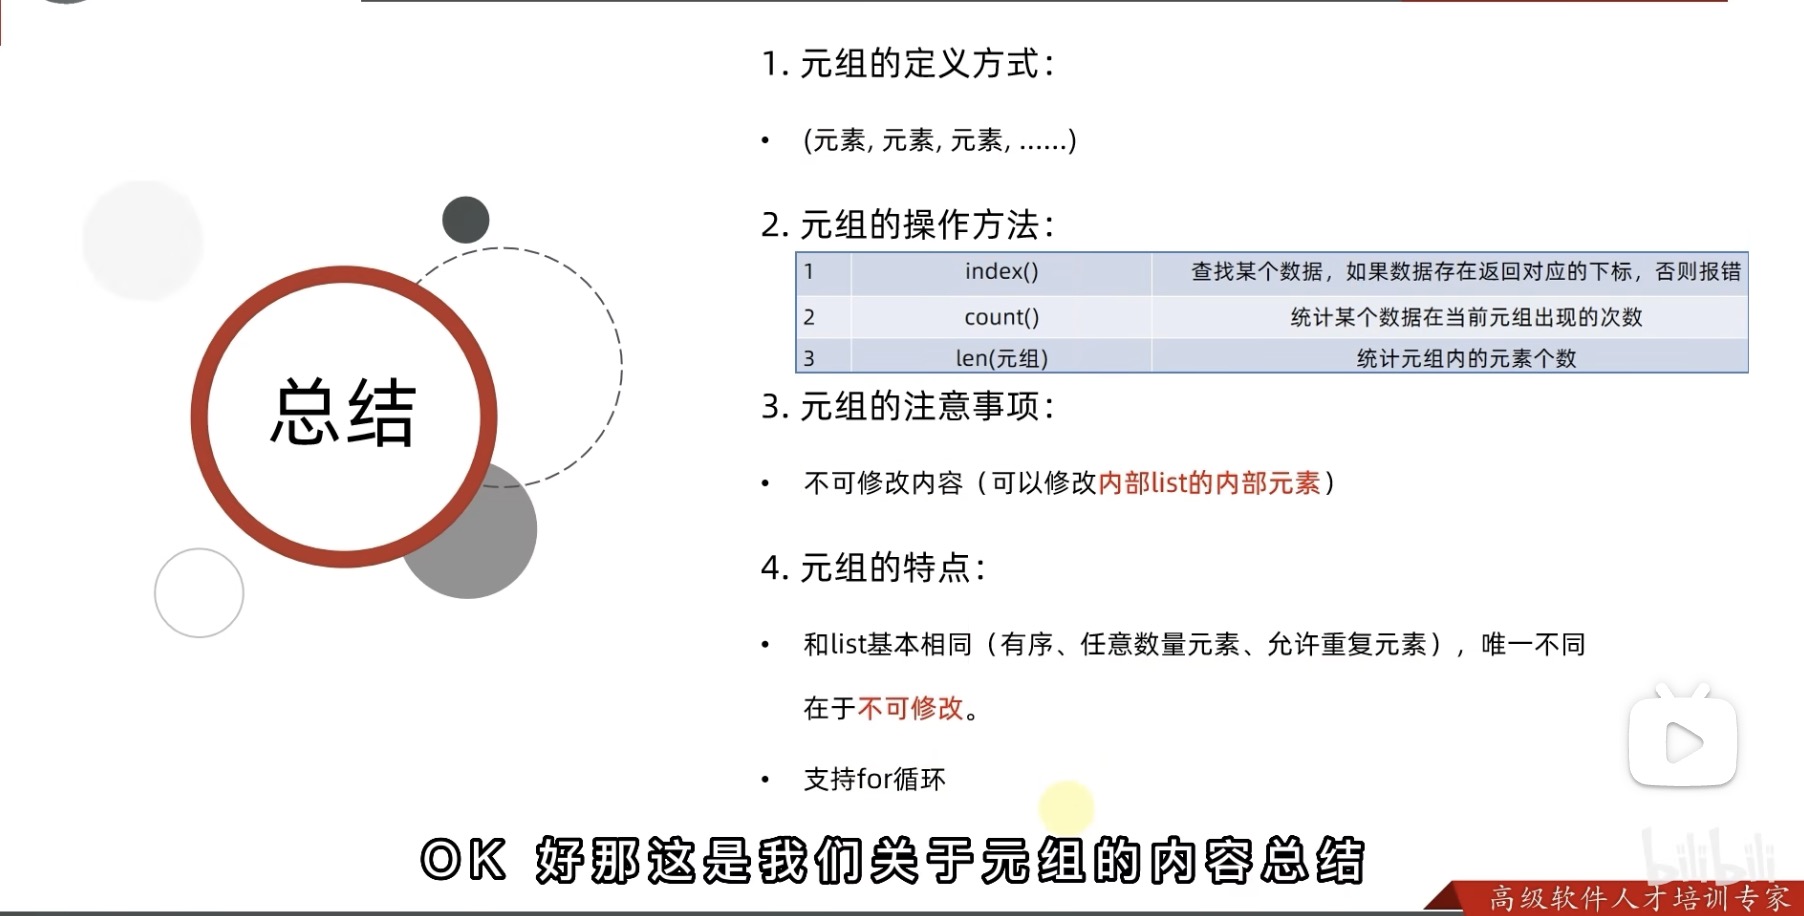 总结
1. 元组的定义方式：
• (元素, 元素, 元素, ......)
2. 元组的操作方法：
1 index() 查找某个数据，如果数据存在返回对应的下标，否则报错
2 count() 统计某个数据在当前元组出现的次数
3 len(元组) 统计元组内的元素个数
3. 元组的注意事项：
• 不可修改内容（可以修改内部list的内部元素）
4. 元组的特点：
• 和list基本相同（有序、任意数量元素、允许重复元素），唯一不同
在于不可修改。
• 支持for循环
OK 好那这是我们关于元组的内容总结
bilibili
高级软件人才培训专家